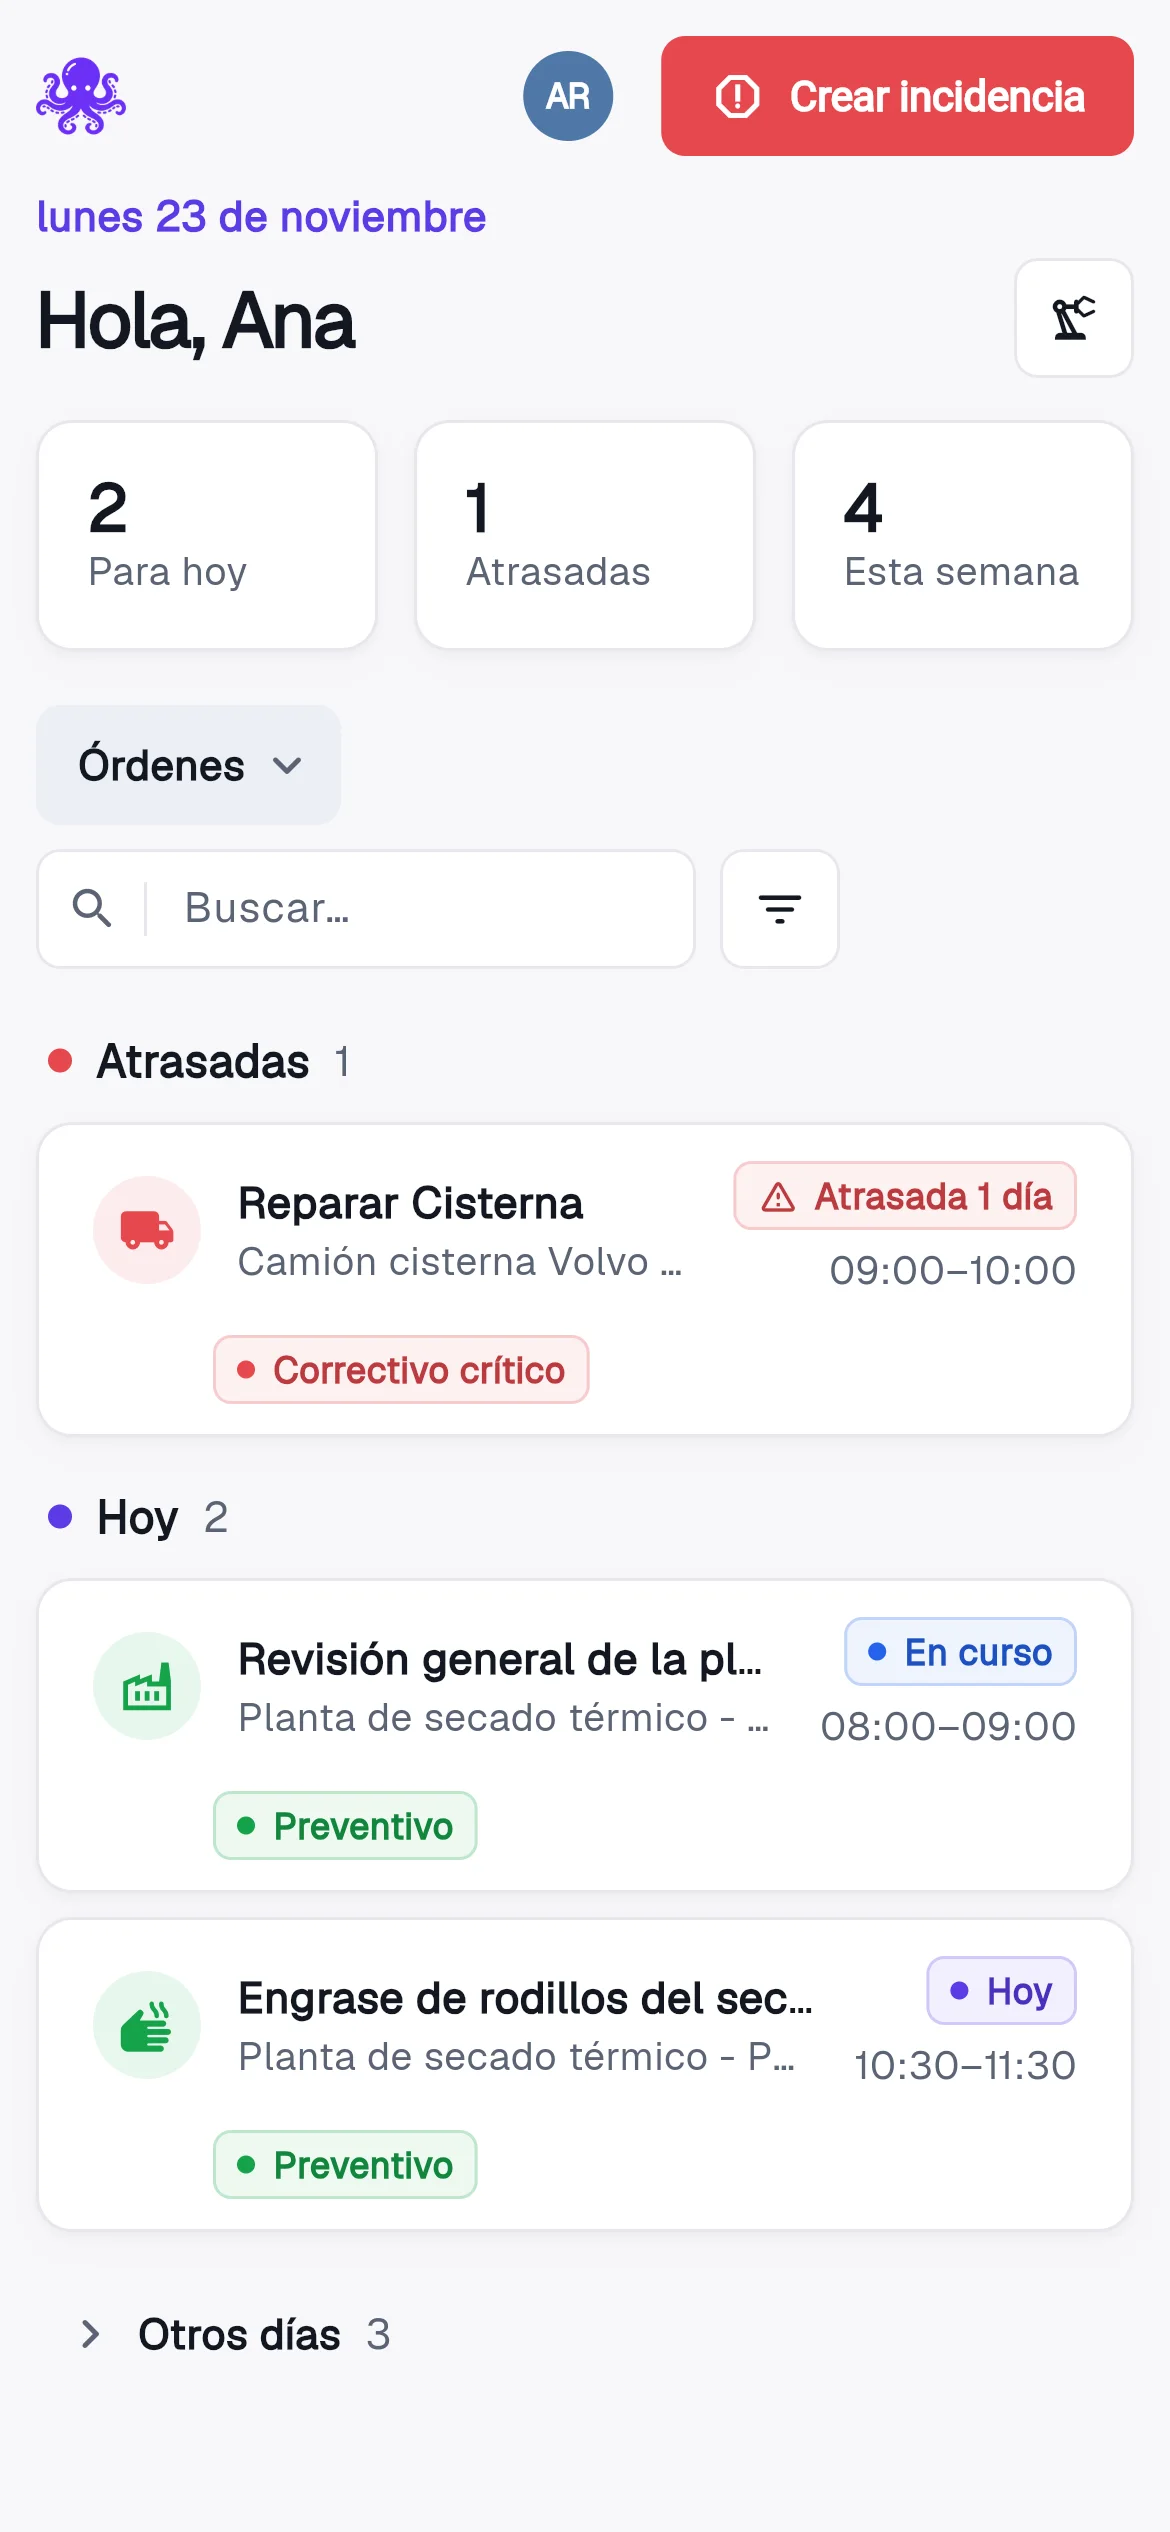 AR
Crear incidencia
lunes 23 de noviembre
Hola, Ana
2
Para hoy
1
Atrasadas
4
Esta semana
Órdenes
Buscar...
Atrasadas 1
Reparar Cisterna
Atrasada 1 día
Camión cisterna Volvo ...
09:00–10:00
Correctivo crítico
Hoy 2
Revisión general de la pl...
En curso
Planta de secado térmico - ...
08:00–09:00
Preventivo
Engrase de rodillos del sec...
Hoy
Planta de secado térmico - P...
10:30–11:30
Preventivo
Otros días 3